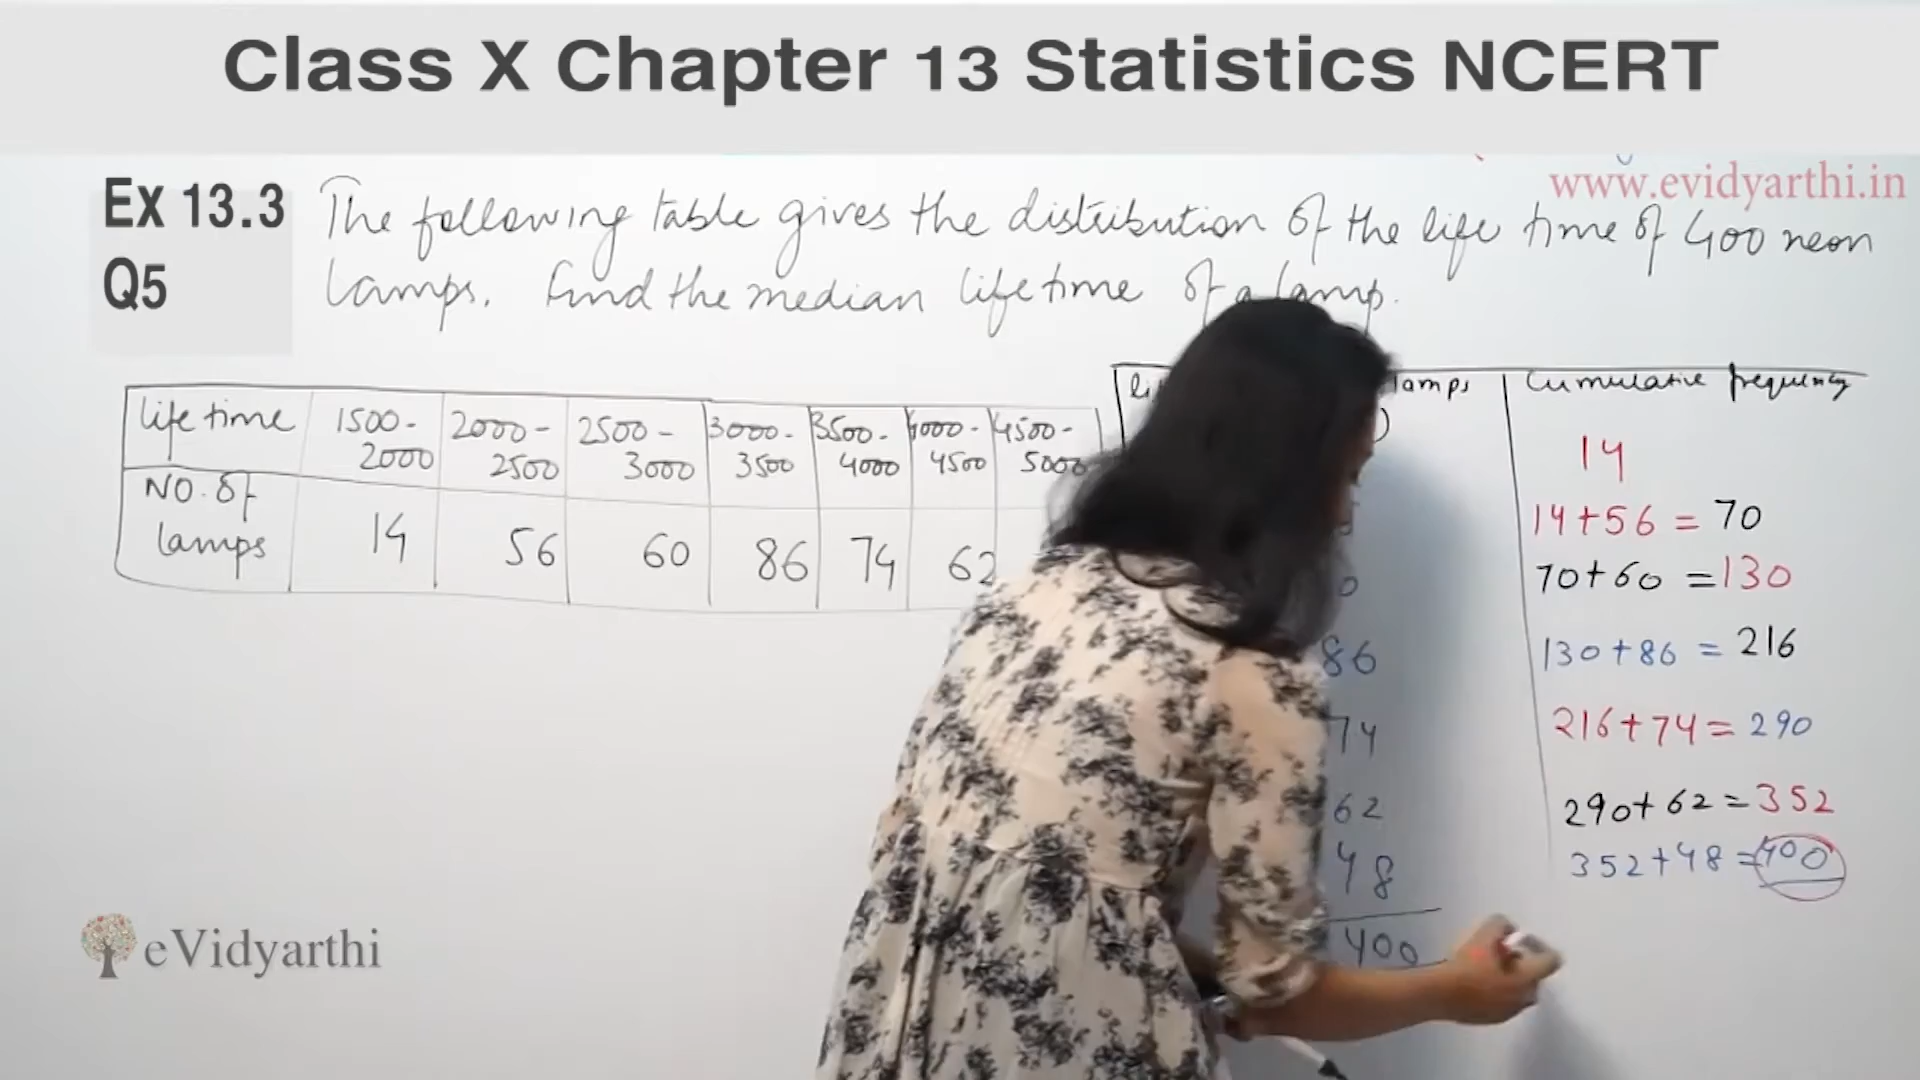 Class X Chapter 13 Statistics NCERT
www.evidyarthi.in
Ex 13.3
Q5
The following table gives the distribution of the life time of 400 neon
lamps. Find the median life time of a lamp.
life time 1500- 2000- 2500- 3000- 3500- 4000- 4500-
2000 2500 3000 3500 4000 4500 5000
NO. of
lamps 14 56 60 86 74 62
lamps Cumulative frequency
)
14
14+56 = 70
70+60 =130
86 130+86 = 216
74 216+74= 290
62 290+62=352
48 352+48=400
400
eVidyarthi